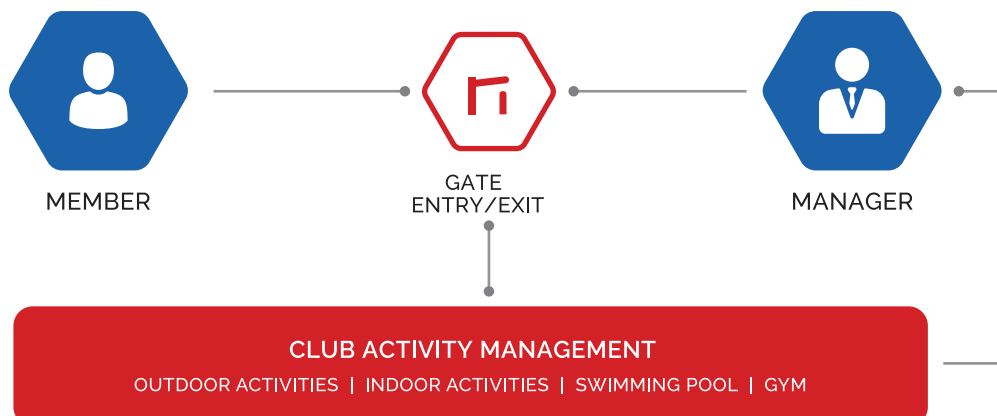 MEMBER
GATE
ENTRY/EXIT
MANAGER
CLUB ACTIVITY MANAGEMENT
OUTDOOR ACTIVITIES | INDOOR ACTIVITIES | SWIMMING POOL | GYM